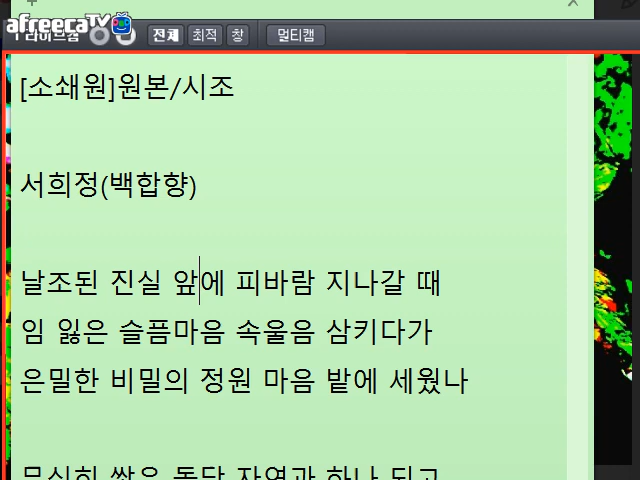 afreecaTV
전체 최적 창 멀티캠
[소쇄원]원본/시조
서희정(백합향)
날조된 진실 앞에 피바람 지나갈 때
임 잃은 슬픔마음 속울음 삼키다가
은밀한 비밀의 정원 마음 밭에 세웠나